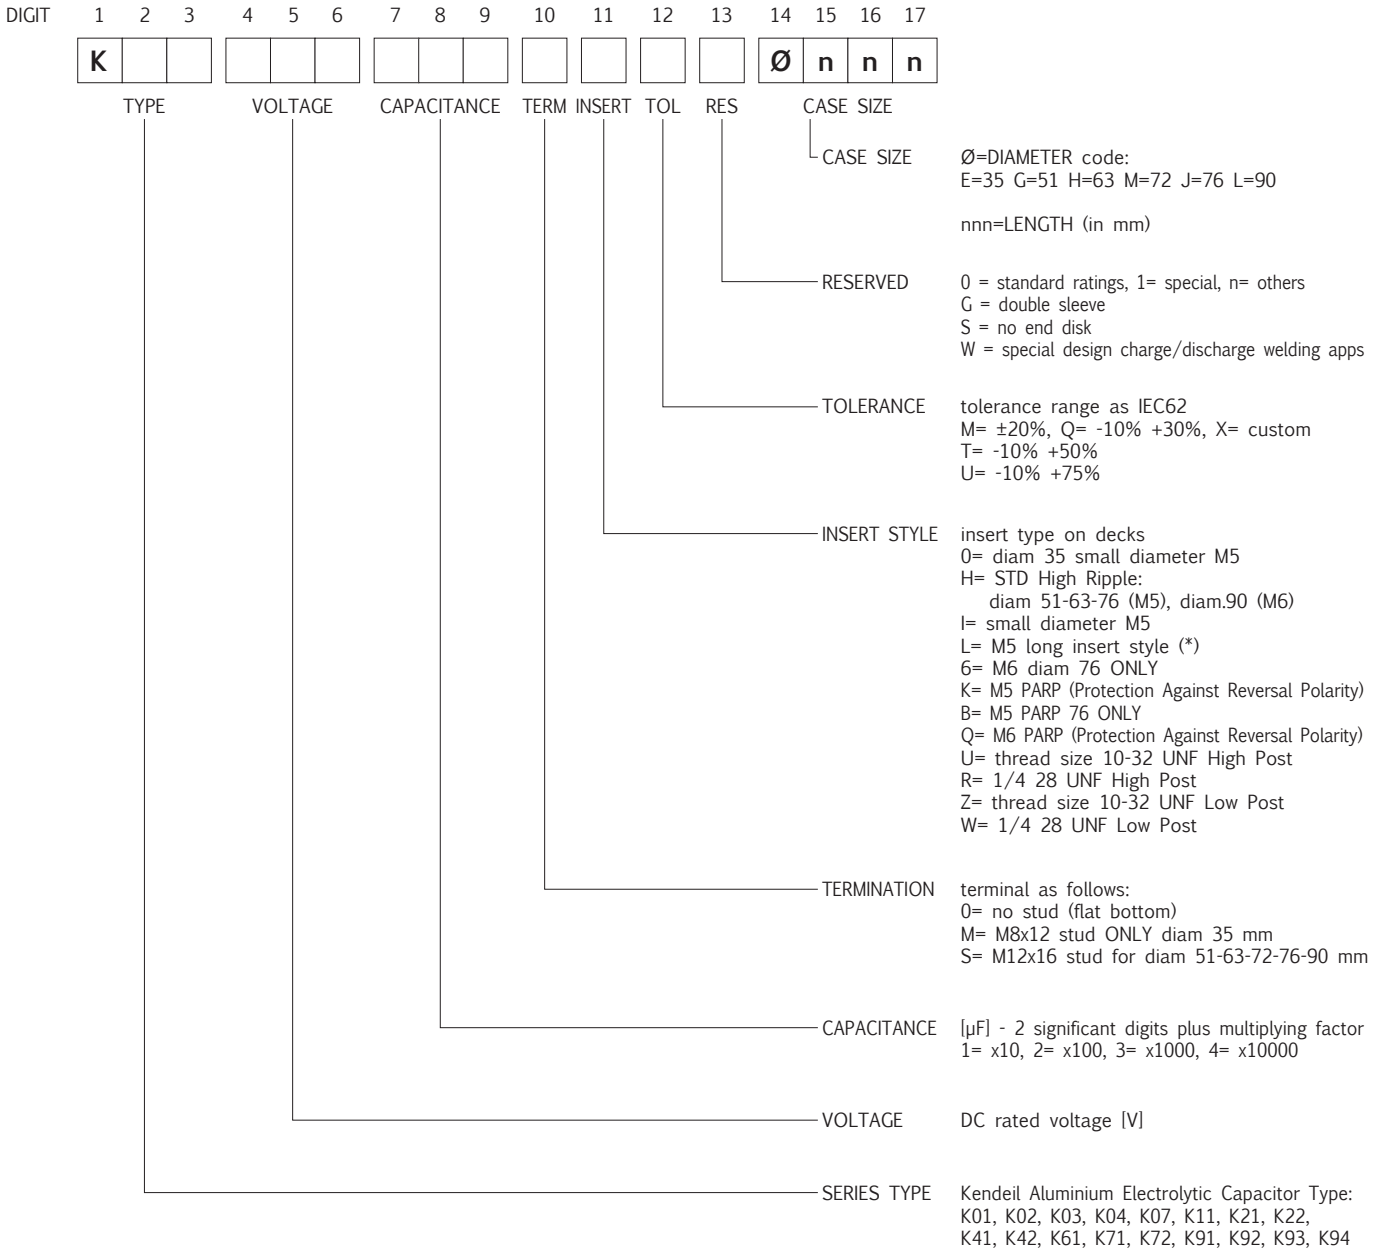 DIGIT 1 2 3 4 5 6 7 8 9 10 11 12 13 14 15 16 17
K Ø n n n
TYPE VOLTAGE CAPACITANCE TERM INSERT TOL RES CASE SIZE
CASE SIZE Ø=DIAMETER code:
E=35 G=51 H=63 M=72 J=76 L=90
nnn=LENGTH (in mm)
RESERVED 0 = standard ratings, 1= special, n= others
G = double sleeve
S = no end disk
W = special design charge/discharge welding apps
TOLERANCE tolerance range as IEC62
M= ±20%, Q= -10% +30%, X= custom
T= -10% +50%
U= -10% +75%
INSERT STYLE insert type on decks
0= diam 35 small diameter M5
H= STD High Ripple:
diam 51-63-76 (M5), diam.90 (M6)
I= small diameter M5
L= M5 long insert style (*)
6= M6 diam 76 ONLY
K= M5 PARP (Protection Against Reversal Polarity)
B= M5 PARP 76 ONLY
Q= M6 PARP (Protection Against Reversal Polarity)
U= thread size 10-32 UNF High Post
R= 1/4 28 UNF High Post
Z= thread size 10-32 UNF Low Post
W= 1/4 28 UNF Low Post
TERMINATION terminal as follows:
0= no stud (flat bottom)
M= M8x12 stud ONLY diam 35 mm
S= M12x16 stud for diam 51-63-72-76-90 mm
CAPACITANCE [µF] - 2 significant digits plus multiplying factor
1= x10, 2= x100, 3= x1000, 4= x10000
VOLTAGE DC rated voltage [V]
SERIES TYPE Kendeil Aluminium Electrolytic Capacitor Type:
K01, K02, K03, K04, K07, K11, K21, K22,
K41, K42, K61, K71, K72, K91, K92, K93, K94